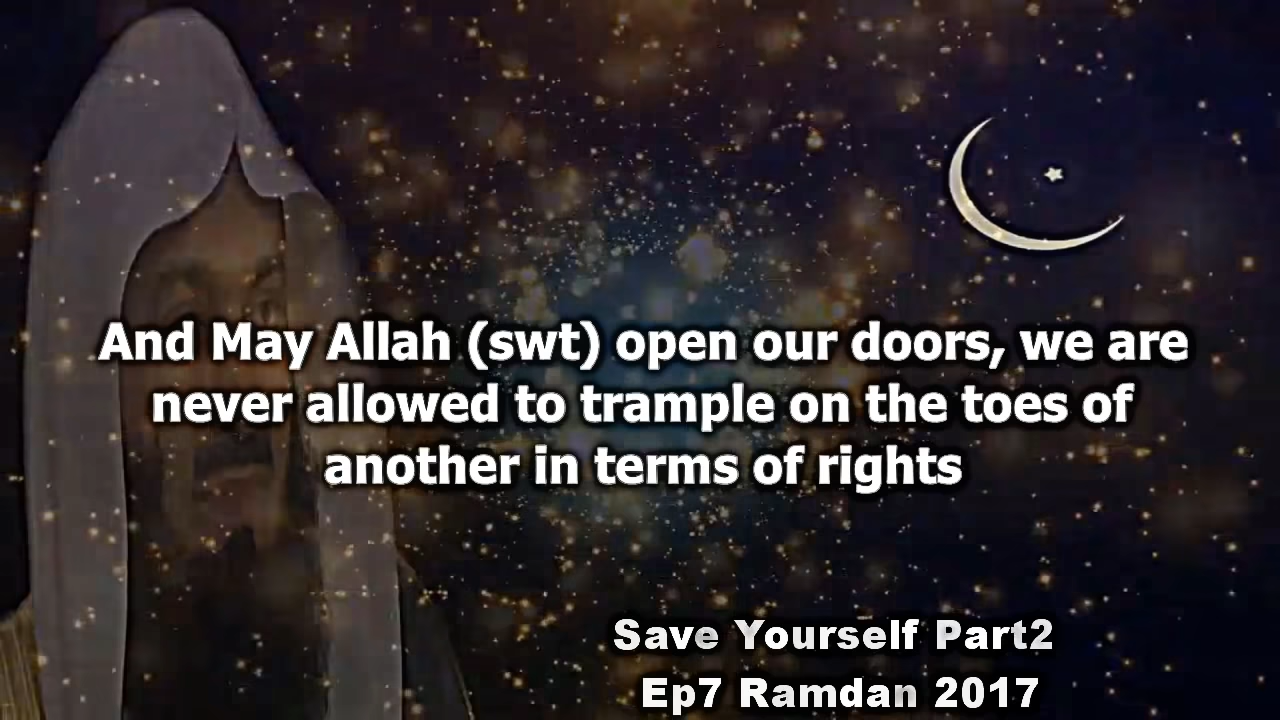 And May Allah (swt) open our doors, we are
never allowed to trample on the toes of
another in terms of rights
Save Yourself Part2
Ep7 Ramdan 2017